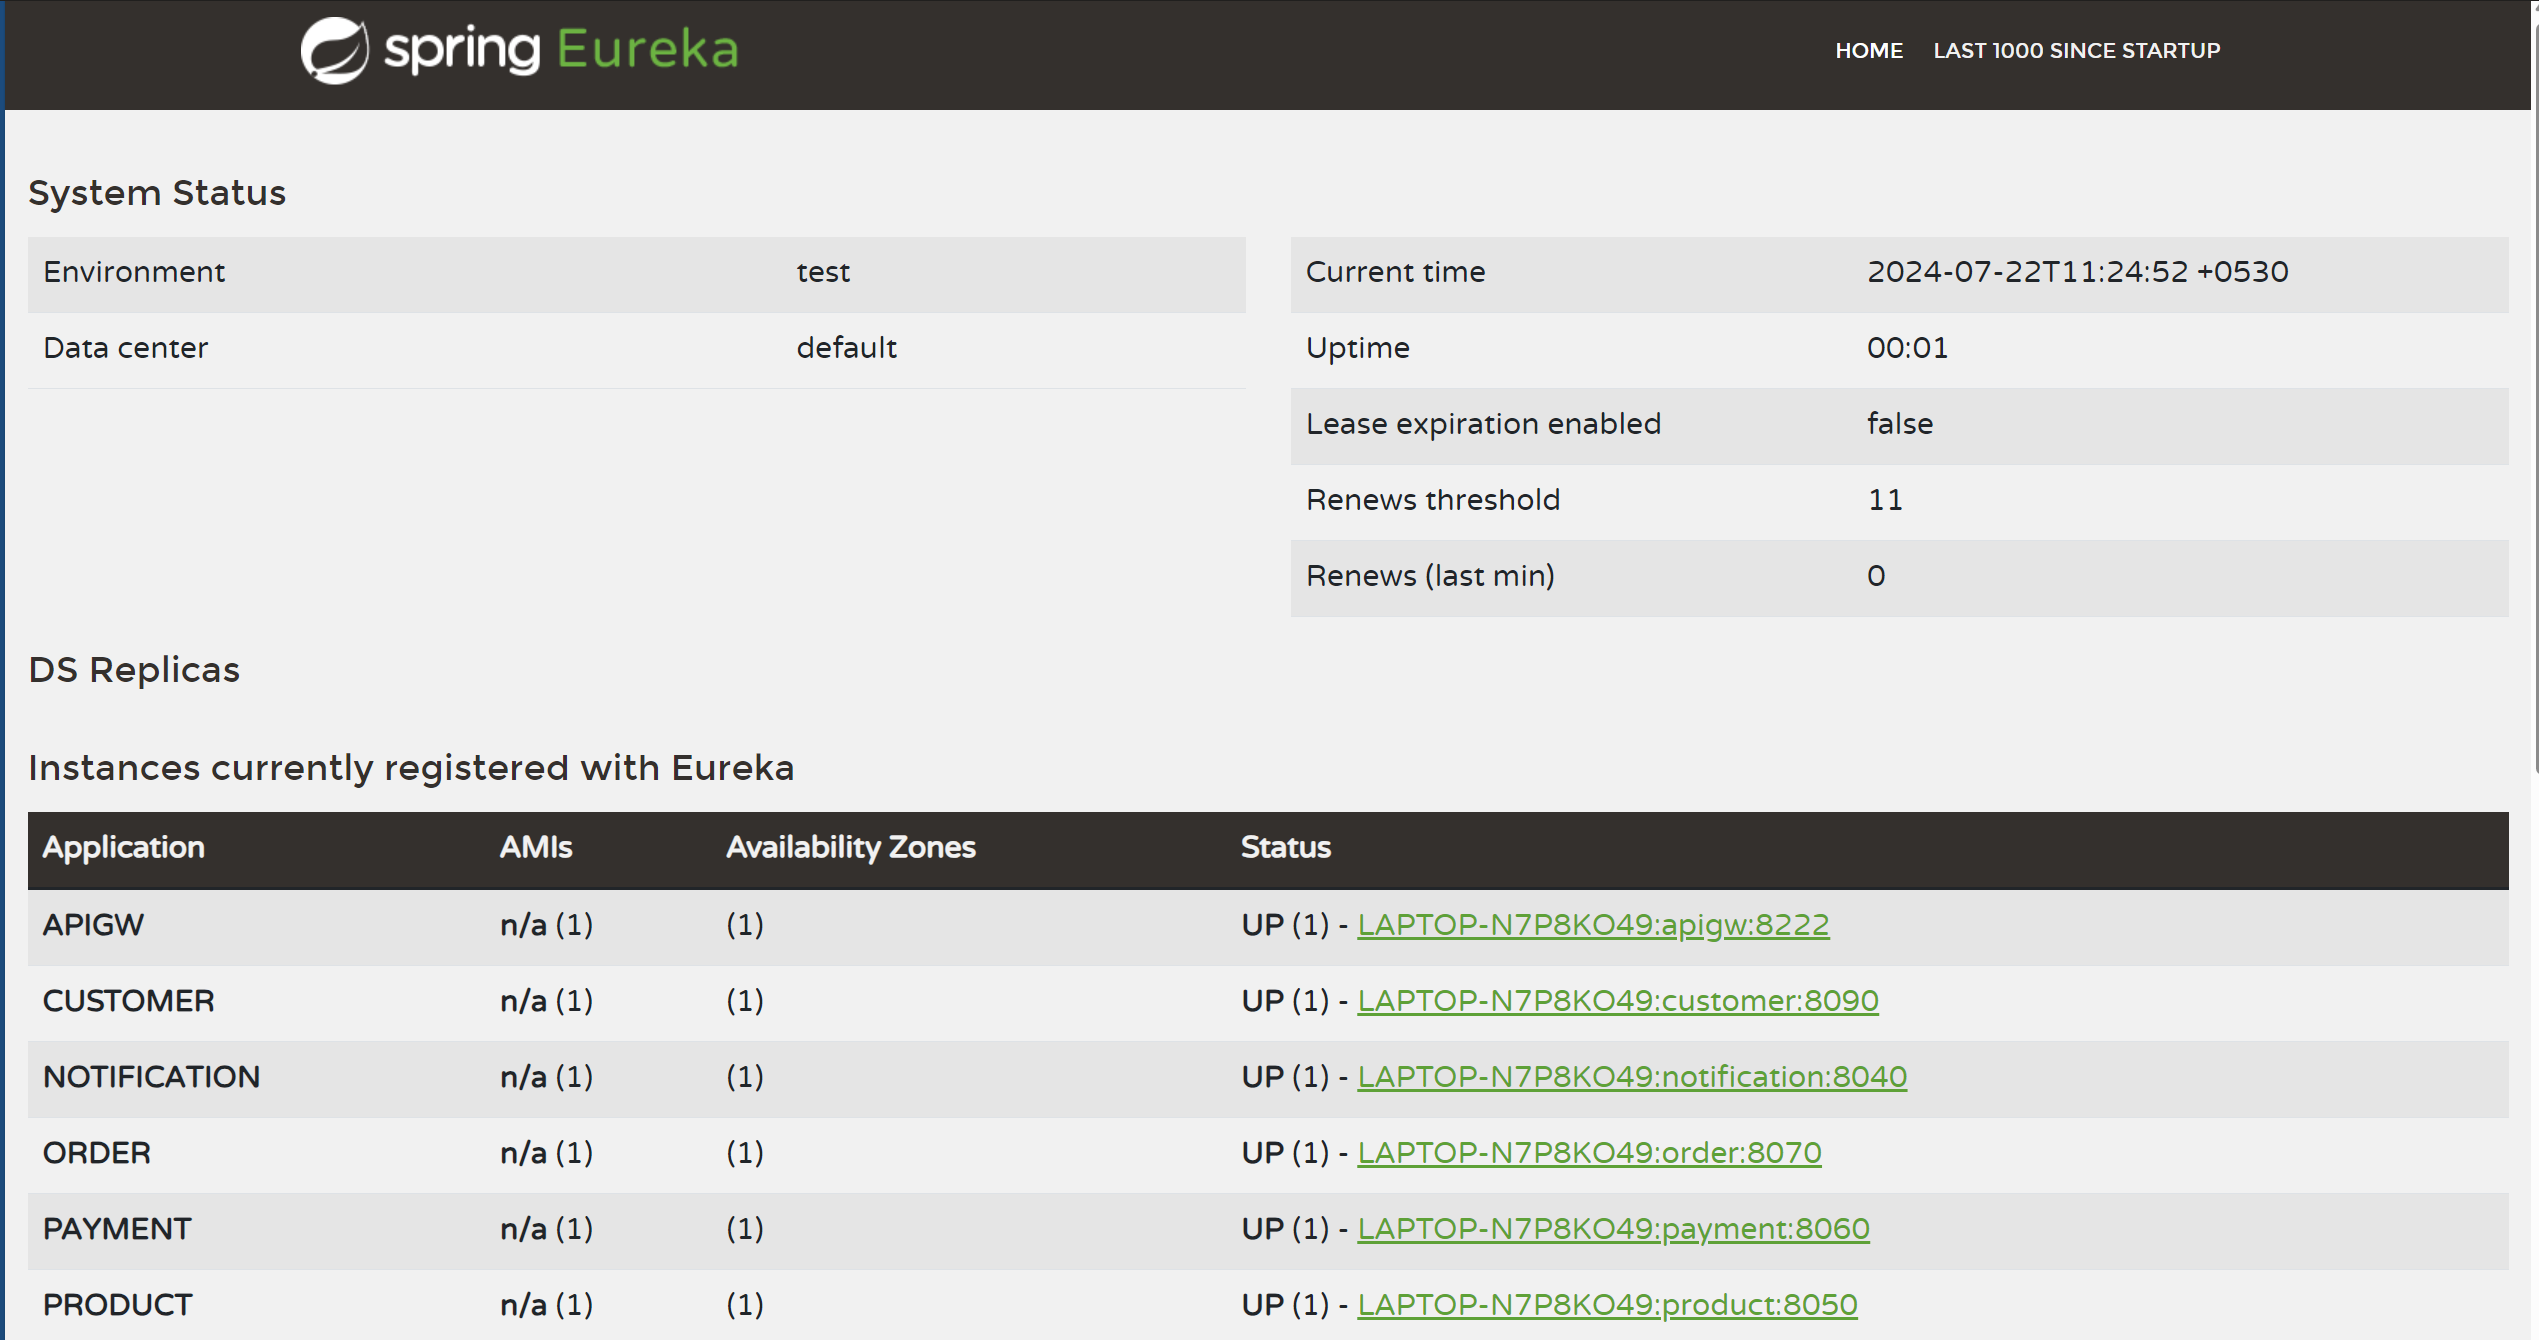 spring Eureka
HOME LAST 1000 SINCE STARTUP
System Status
Environment test
Data center default
Current time 2024-07-22T11:24:52 +0530
Uptime 00:01
Lease expiration enabled false
Renews threshold 11
Renews (last min) 0
DS Replicas
Instances currently registered with Eureka
Application AMIs Availability Zones Status
APIGW n/a (1) (1) UP (1) - LAPTOP-N7P8KO49:apigw:8222
CUSTOMER n/a (1) (1) UP (1) - LAPTOP-N7P8KO49:customer:8090
NOTIFICATION n/a (1) (1) UP (1) - LAPTOP-N7P8KO49:notification:8040
ORDER n/a (1) (1) UP (1) - LAPTOP-N7P8KO49:order:8070
PAYMENT n/a (1) (1) UP (1) - LAPTOP-N7P8KO49:payment:8060
PRODUCT n/a (1) (1) UP (1) - LAPTOP-N7P8KO49:product:8050